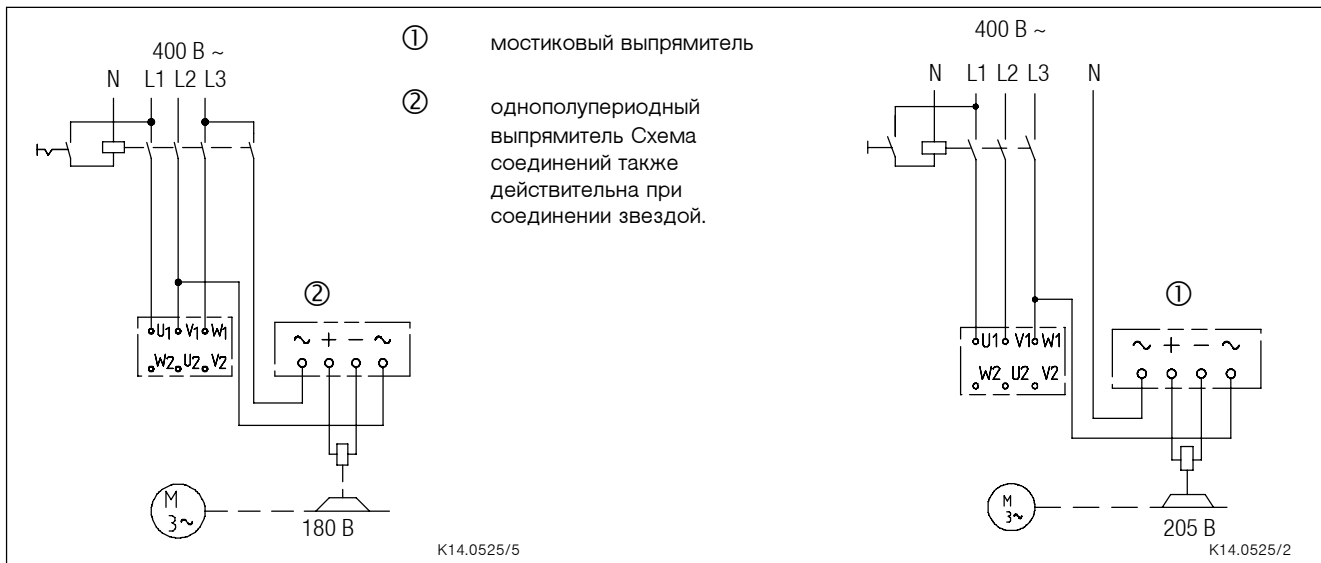 400 В ~
N L1 L2 L3
① мостиковый выпрямитель
② однополупериодный
выпрямитель Схема
соединений также
действительна при
соединении звездой.
②
U1 V1 W1
W2 U2 V2
~ + − ~
M
3~
180 В
K14.0525/5
400 В ~
N L1 L2 L3 N
①
U1 V1 W1
W2 U2 V2
~ + − ~
M
3~
205 В
K14.0525/2